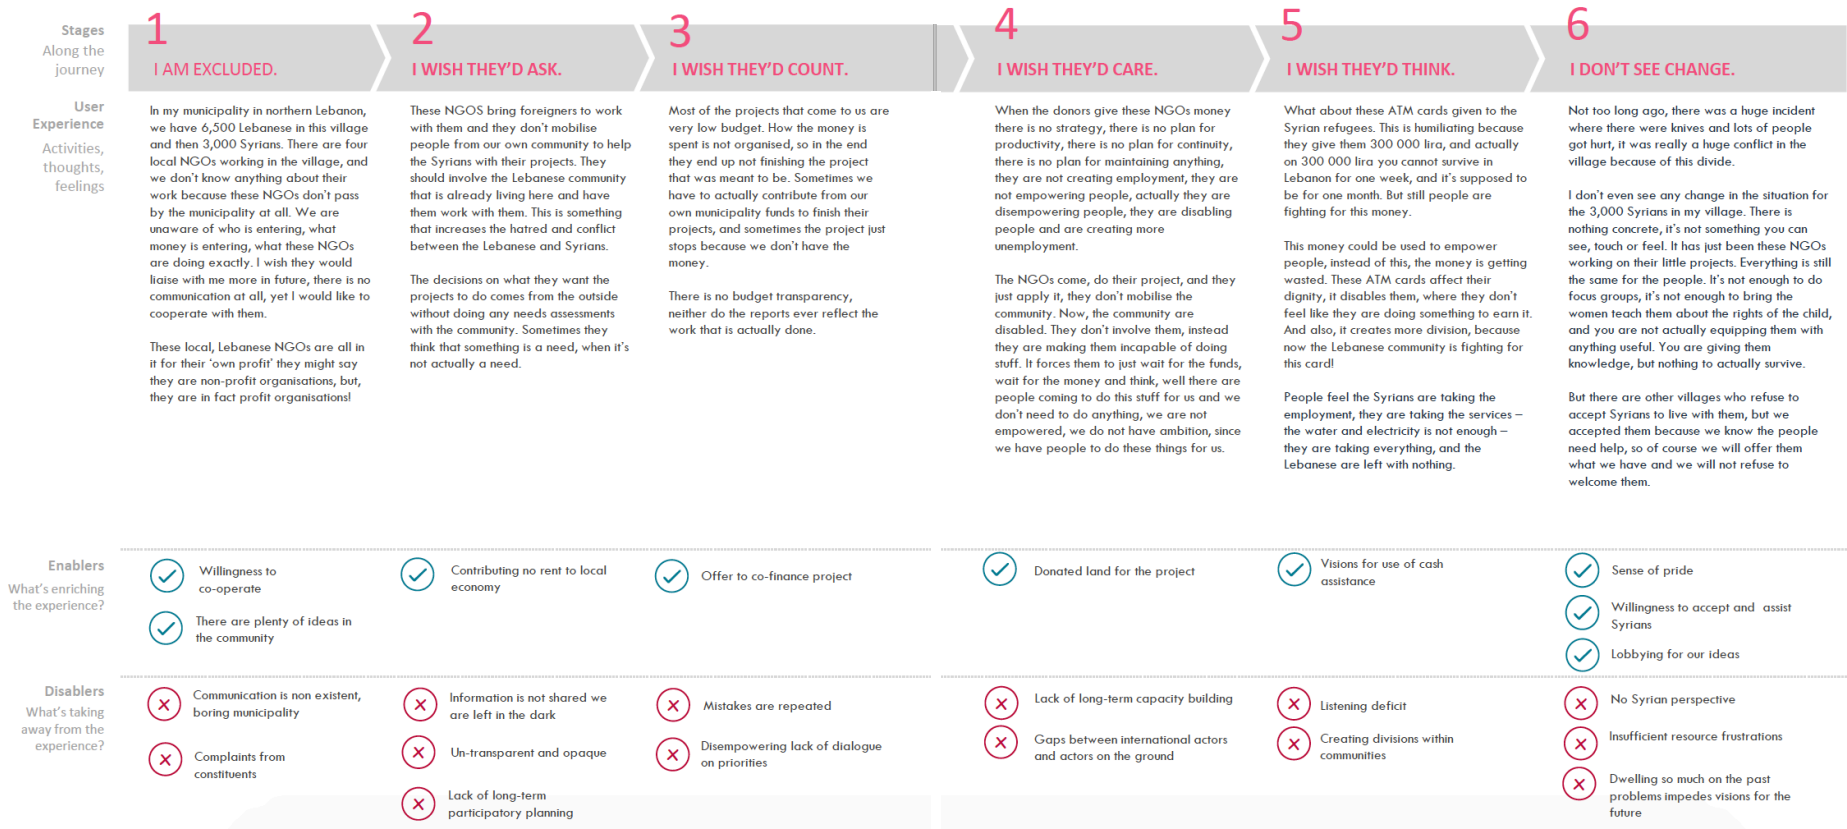 Stages
Along the
journey
1
I AM EXCLUDED.
2
I WISH THEY'D ASK.
3
I WISH THEY'D COUNT.
4
I WISH THEY'D CARE.
5
I WISH THEY'D THINK.
6
I DON'T SEE CHANGE.
User
Experience
Activities,
thoughts,
feelings
In my municipality in northern Lebanon,
we have 6,500 Lebanese in this village
and then 3,000 Syrians. There are four
local NGOs working in the village, and
we don't know anything about their
work because these NGOs don't pass
by the municipality at all. We are
unaware of who is entering, what
money is entering, what these NGOs
are doing exactly. I wish they would
liaise with me more in future, there is no
communication at all, yet I would like to
cooperate with them.
These local, Lebanese NGOs are all in
it for their 'own profit' they might say
they are non-profit organisations, but,
they are in fact profit organisations!
These NGOS bring foreigners to work
with them and they don't mobilise
people from our own community to help
the Syrians with their projects. They
should involve the Lebanese community
that is already living here and have
them work with them. This is something
that increases the hatred and conflict
between the Lebanese and Syrians.
The decisions on what they want the
projects to do comes from the outside
without doing any needs assessments
with the community. Sometimes they
think that something is a need, when it's
not actually a need.
Most of the projects that come to us are
very low budget. How the money is
spent is not organised, so in the end
they end up not finishing the project
that was meant to be. Sometimes we
have to actually contribute from our
own municipality funds to finish their
projects, and sometimes the project just
stops because we don't have the
money.
There is no budget transparency,
neither do the reports ever reflect the
work that is actually done.
When the donors give these NGOs money
there is no strategy, there is no plan for
productivity, there is no plan for continuity,
there is no plan for maintaining anything,
they are not creating employment, they are
not empowering people, actually they are
disempowering people, they are disabling
people and are creating more
unemployment.
The NGOs come, do their project, and they
just apply it, they don't mobilise the
community. Now, the community are
disabled. They don't involve them, instead
they are making them incapable of doing
stuff. It forces them to just wait for the funds,
wait for the money and think, well there are
people coming to do this stuff for us and we
don't need to do anything, we are not
empowered, we do not have ambition, since
we have people to do these things for us.
What about these ATM cards given to the
Syrian refugees. This is humiliating because
they give them 300 000 lira, and actually
on 300 000 lira you cannot survive in
Lebanon for one week, and it's supposed to
be for one month. But still people are
fighting for this money.
This money could be used to empower
people, instead of this, the money is getting
wasted. These ATM cards affect their
dignity, it disables them, where they don't
feel like they are doing something to earn it.
And also, it creates more division, because
now the Lebanese community is fighting for
this card!
People feel the Syrians are taking the
employment, they are taking the services –
the water and electricity is not enough –
they are taking everything, and the
Lebanese are left with nothing.
Not too long ago, there was a huge incident
where there were knives and lots of people
got hurt, it was really a huge conflict in the
village because of this divide.
I don't even see any change in the situation for
the 3,000 Syrians in my village. There is
nothing concrete, it's not something you can
see, touch or feel. It has just been these NGOs
working on their little projects. Everything is still
the same for the people. It's not enough to do
focus groups, it's not enough to bring the
women teach them about the rights of the child,
and you are not actually equipping them with
anything useful. You are giving them
knowledge, but nothing to actually survive.
But there are other villages who refuse to
accept Syrians to live with them, but we
accepted them because we know the people
need help, so of course we will offer them
what we have and we will not refuse to
welcome them.
Enablers
What's enriching
the experience?
Willingness to
co-operate
There are plenty of ideas in
the community
Contributing no rent to local
economy
Offer to co-finance project
Donated land for the project
Visions for use of cash
assistance
Sense of pride
Willingness to accept and assist
Syrians
Lobbying for our ideas
Disablers
What's taking
away from the
experience?
Communication is non existent,
boring municipality
Complaints from
constituents
Information is not shared we
are left in the dark
Un-transparent and opaque
Lack of long-term
participatory planning
Mistakes are repeated
Disempowering lack of dialogue
on priorities
Lack of long-term capacity building
Gaps between international actors
and actors on the ground
Listening deficit
Creating divisions within
communities
No Syrian perspective
Insufficient resource frustrations
Dwelling so much on the past
problems impedes visions for the
future